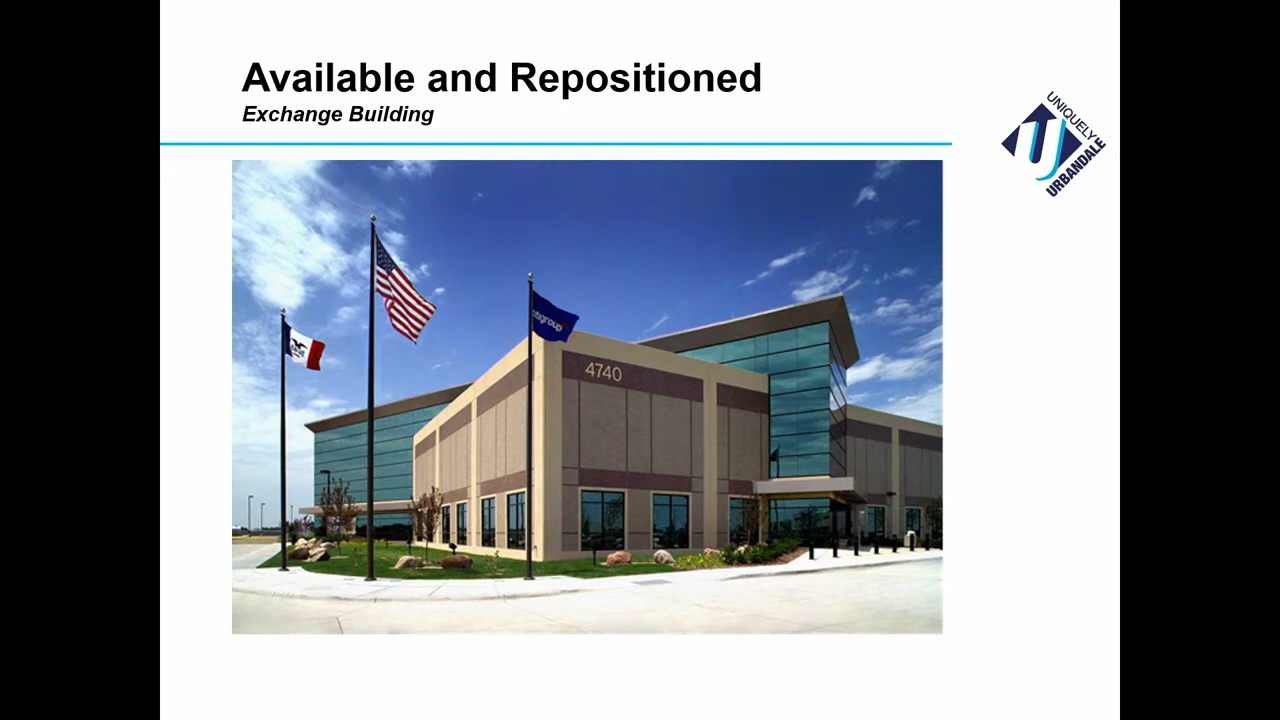 Available and Repositioned
Exchange Building
UNIQUELY
URBANDALE
4740